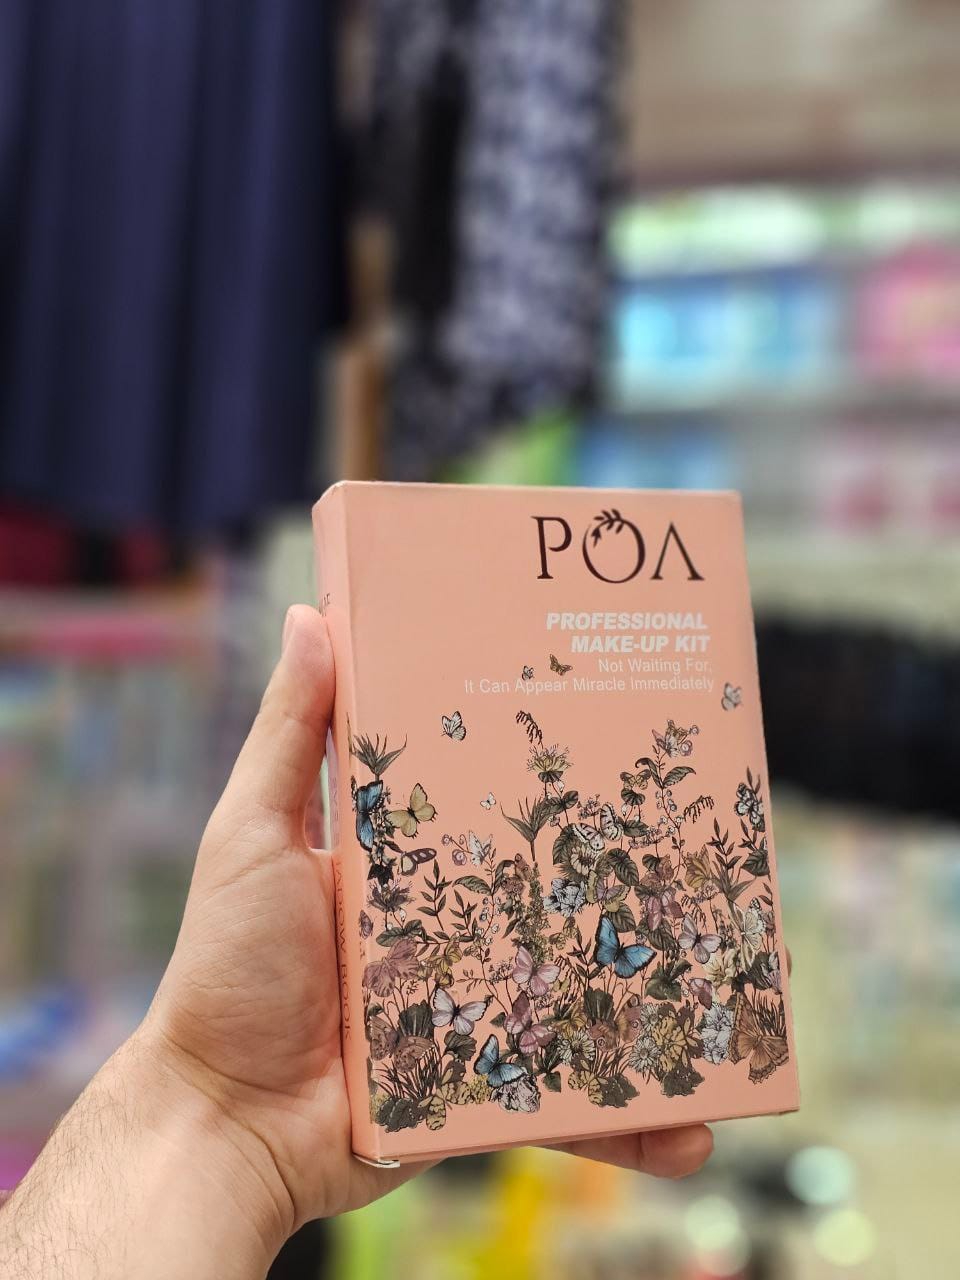 POA
PROFESSIONAL
MAKE-UP KIT
Not Waiting For,
It Can Appear Miracle Immediately